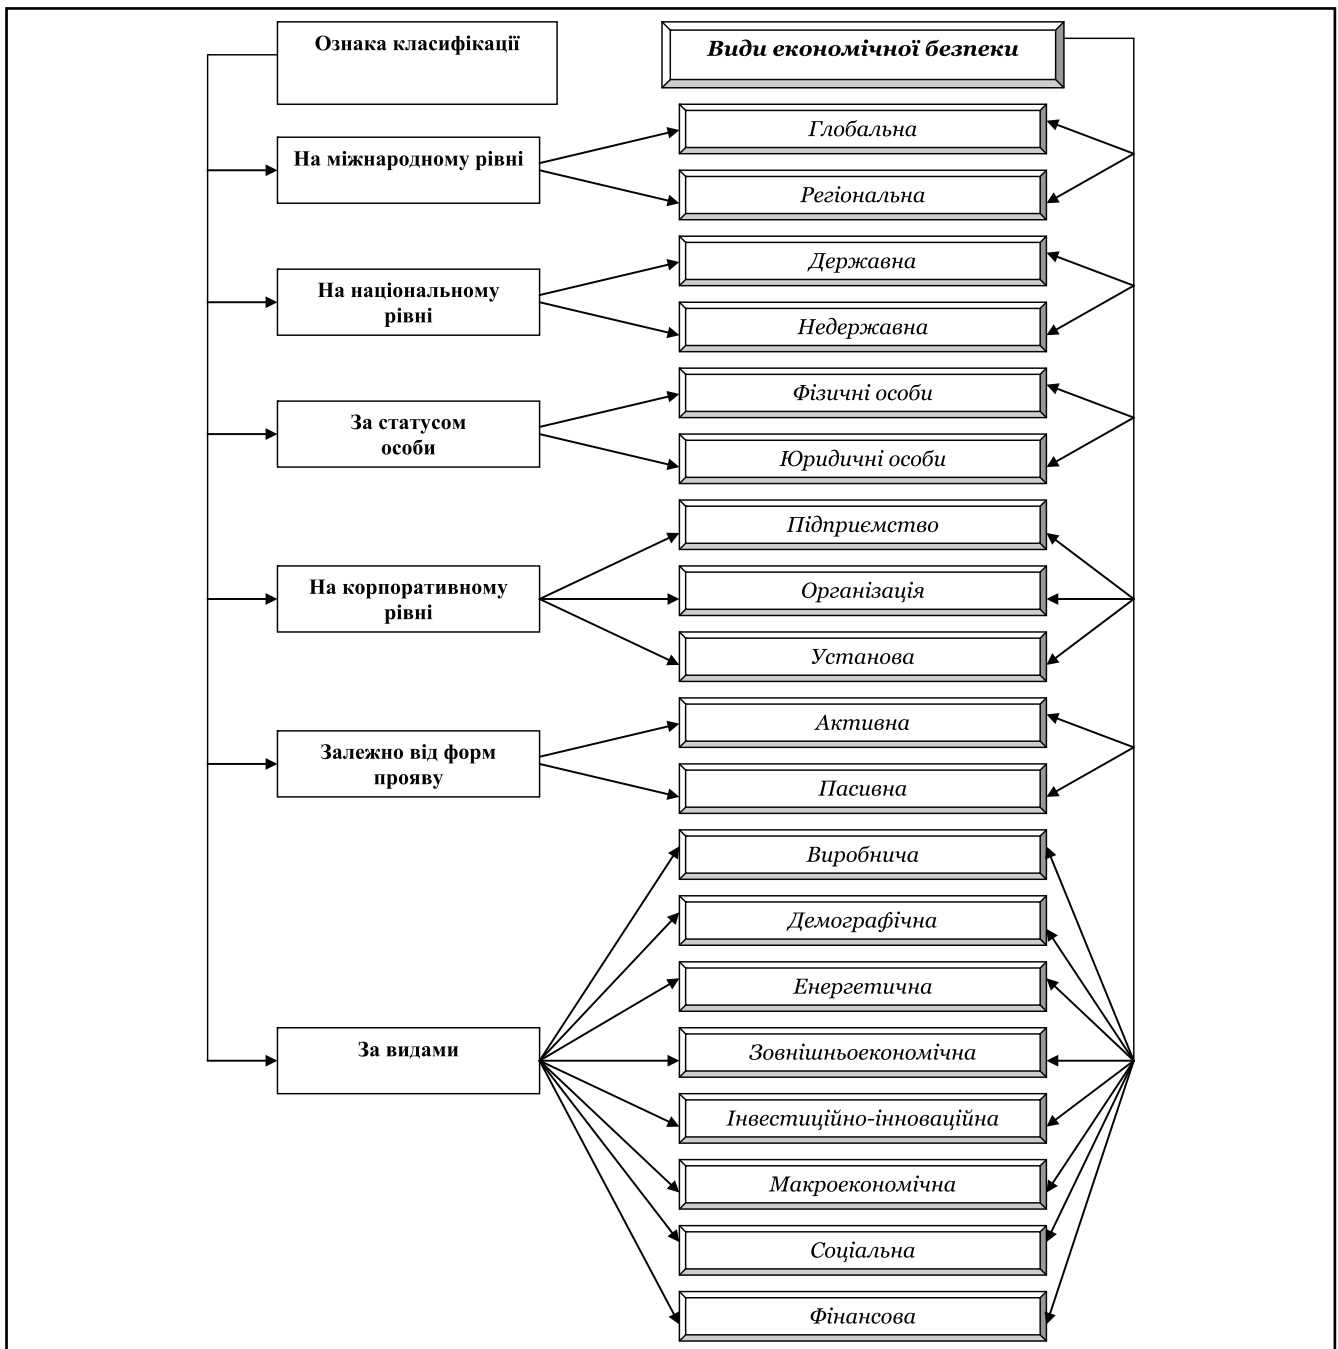 Ознака класифікації
Види економічної безпеки
На міжнародному рівні
Глобальна
Регіональна
На національному
рівні
Державна
Недержавна
За статусом
особи
Фізичні особи
Юридичні особи
На корпоративному
рівні
Підприємство
Організація
Установа
Залежно від форм
прояву
Активна
Пасивна
За видами
Виробнича
Демографічна
Енергетична
Зовнішньоекономічна
Інвестиційно-інноваційна
Макроекономічна
Соціальна
Фінансова